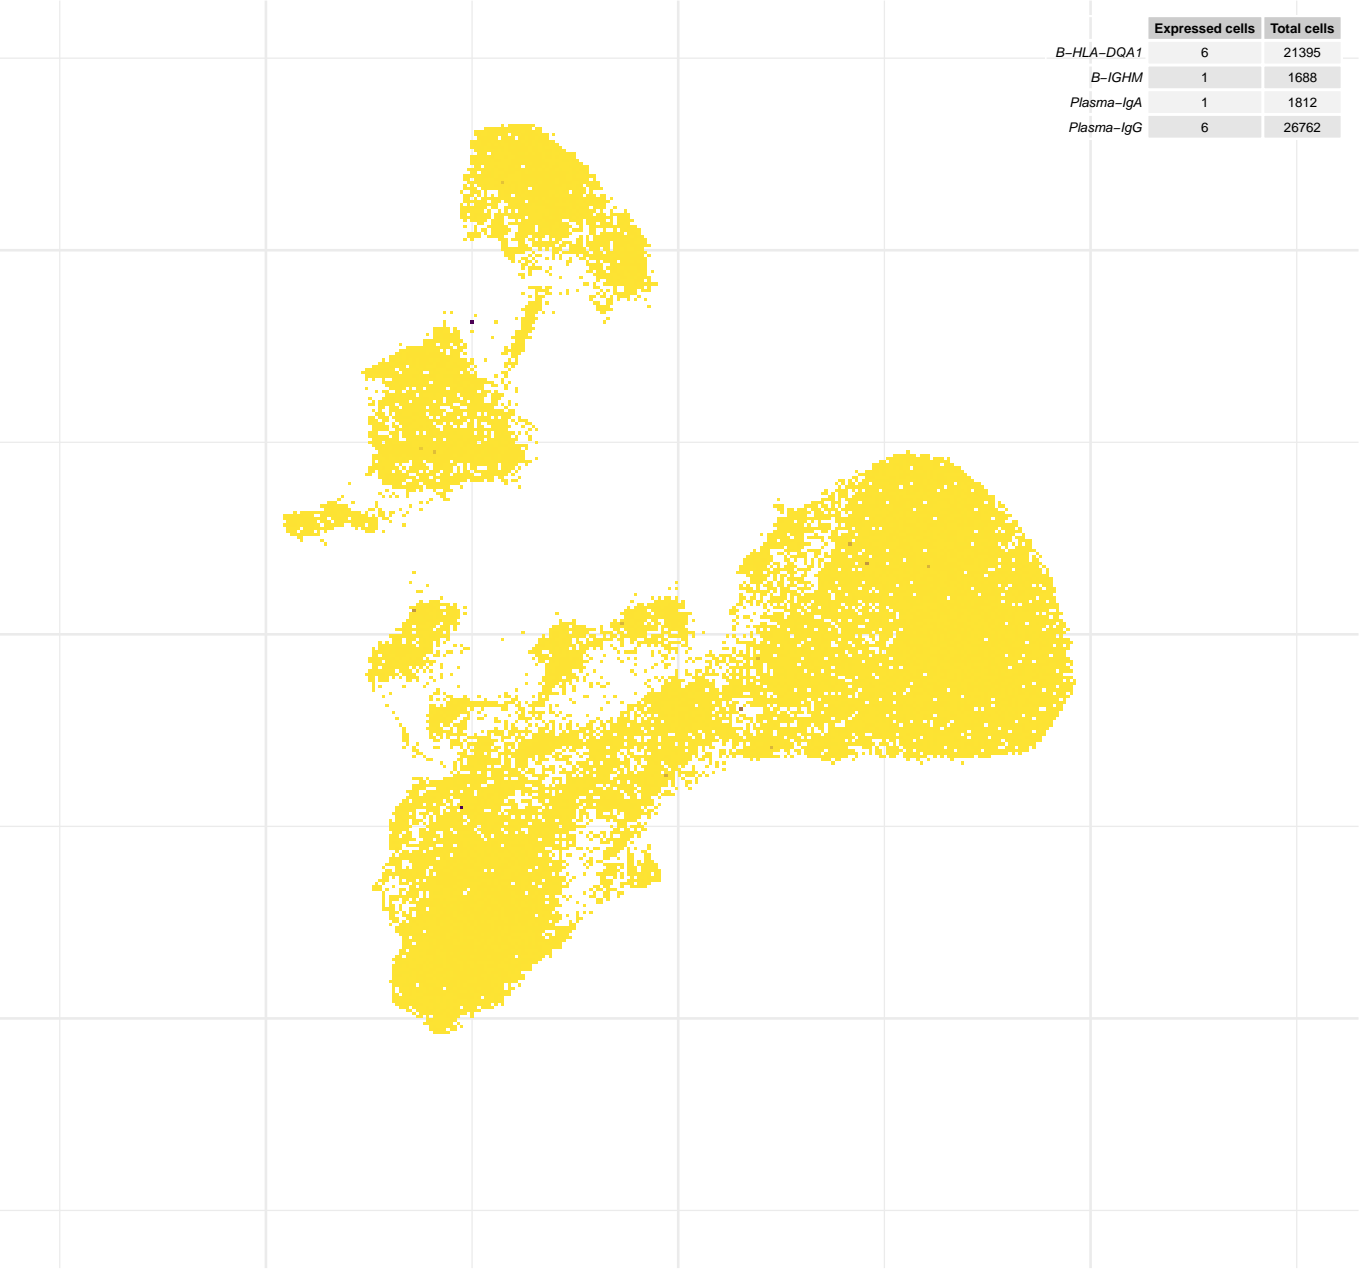 Expressed cells Total cells
B−HLA−DQA1 6 21395
B−IGHM 1 1688
Plasma−IgA 1 1812
Plasma−IgG 6 26762